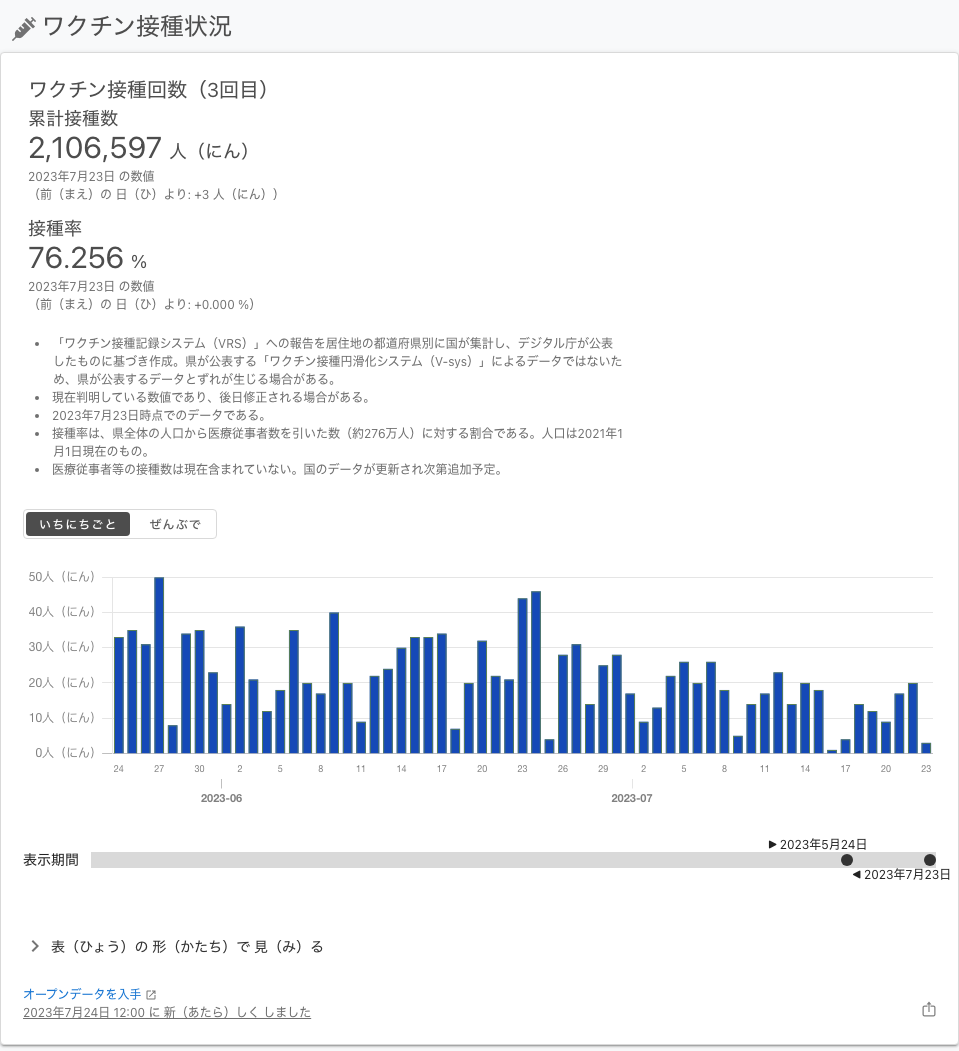 ワクチン接種状況
ワクチン接種回数（3回目）
累計接種数
2,106,597 人（にん）
2023年7月23日 の数値
（前（まえ）の 日（ひ）より: +3 人（にん））
接種率
76.256 %
2023年7月23日 の数値
（前（まえ）の 日（ひ）より: +0.000 %）
• 「ワクチン接種記録システム（VRS）」への報告を居住地の都道府県別に国が集計し、デジタル庁が公表
したものに基づき作成。県が公表する「ワクチン接種円滑化システム（V-sys）」によるデータではないた
め、県が公表するデータとずれが生じる場合がある。
• 現在判明している数値であり、後日修正される場合がある。
• 2023年7月23日時点でのデータである。
• 接種率は、県全体の人口から医療従事者数を引いた数（約276万人）に対する割合である。人口は2021年1
月1日現在のもの。
• 医療従事者等の接種数は現在含まれていない。国のデータが更新され次第追加予定。
いちにちごと ぜんぶで
50人（にん）
40人（にん）
30人（にん）
20人（にん）
10人（にん）
0人（にん）
24 27 30 2 5 8 11 14 17 20 23 26 29 2 5 8 11 14 17 20 23
2023-06 2023-07
▶ 2023年5月24日
表示期間
◀ 2023年7月23日
表（ひょう）の 形（かたち）で 見（み）る
オープンデータを入手
2023年7月24日 12:00 に 新（あたら）しく しました